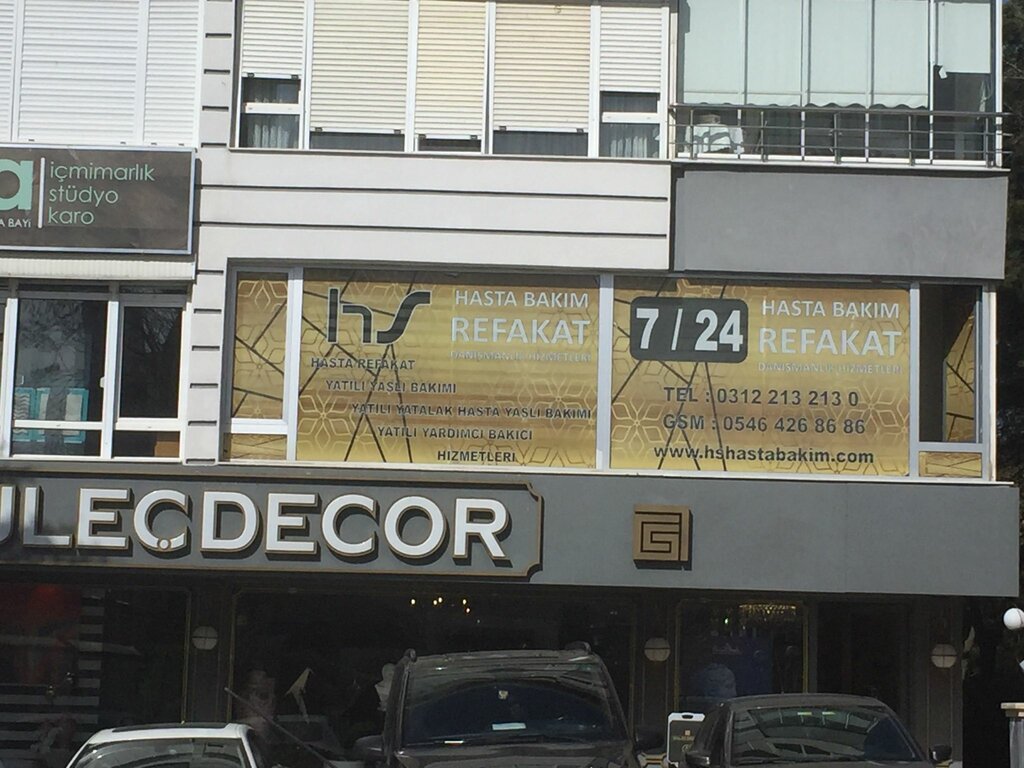 içmimarlık
stüdyo
karo
A BAYİ
hs
HASTA REFAKAT
HASTA BAKIM
REFAKAT
DANIŞMANLIK HİZMETLERİ
YATILI YAŞLI BAKIMI
YATILI YATALAK HASTA YAŞLI BAKIMI
YATILI YARDIMCI BAKICI
HİZMETLERİ
7 / 24
HASTA BAKIM
REFAKAT
DANIŞMANLIK HİZMETLERİ
TEL : 0312 213 213 0
GSM : 0546 426 86 86
www.hshastabakim.com
ULEÇDECOR